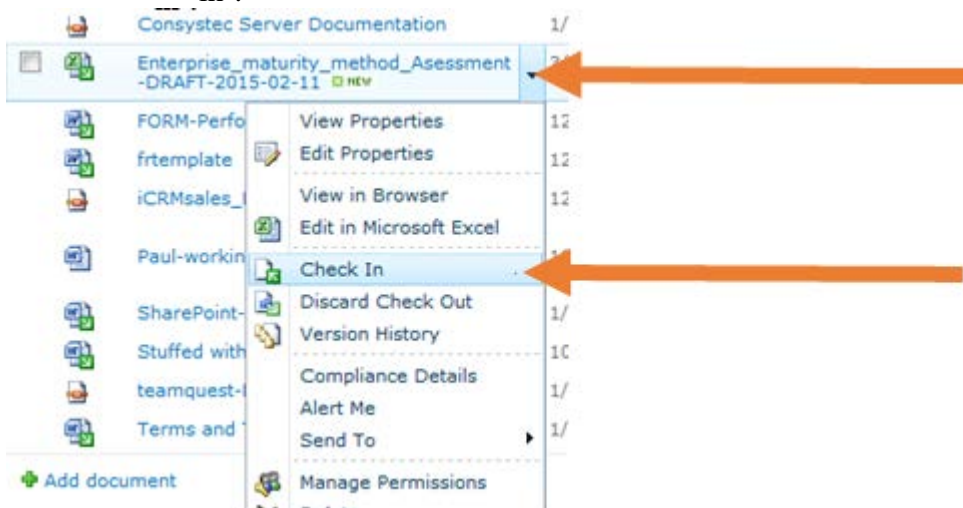 Consystec Server Documentation 1/
Enterprise_maturity_method_Asessment
-DRAFT-2015-02-11 NEW
FORM-Perfo View Properties 12
frtemplate Edit Properties 12
iCRMsales_ View in Browser 12
Edit in Microsoft Excel
Paul-workin
Check In
SharePoint- Discard Check Out 1/
Version History
Stuffed with 10
Compliance Details
teamquest- 1/
Alert Me
Terms and Send To 1/
Add document Manage Permissions